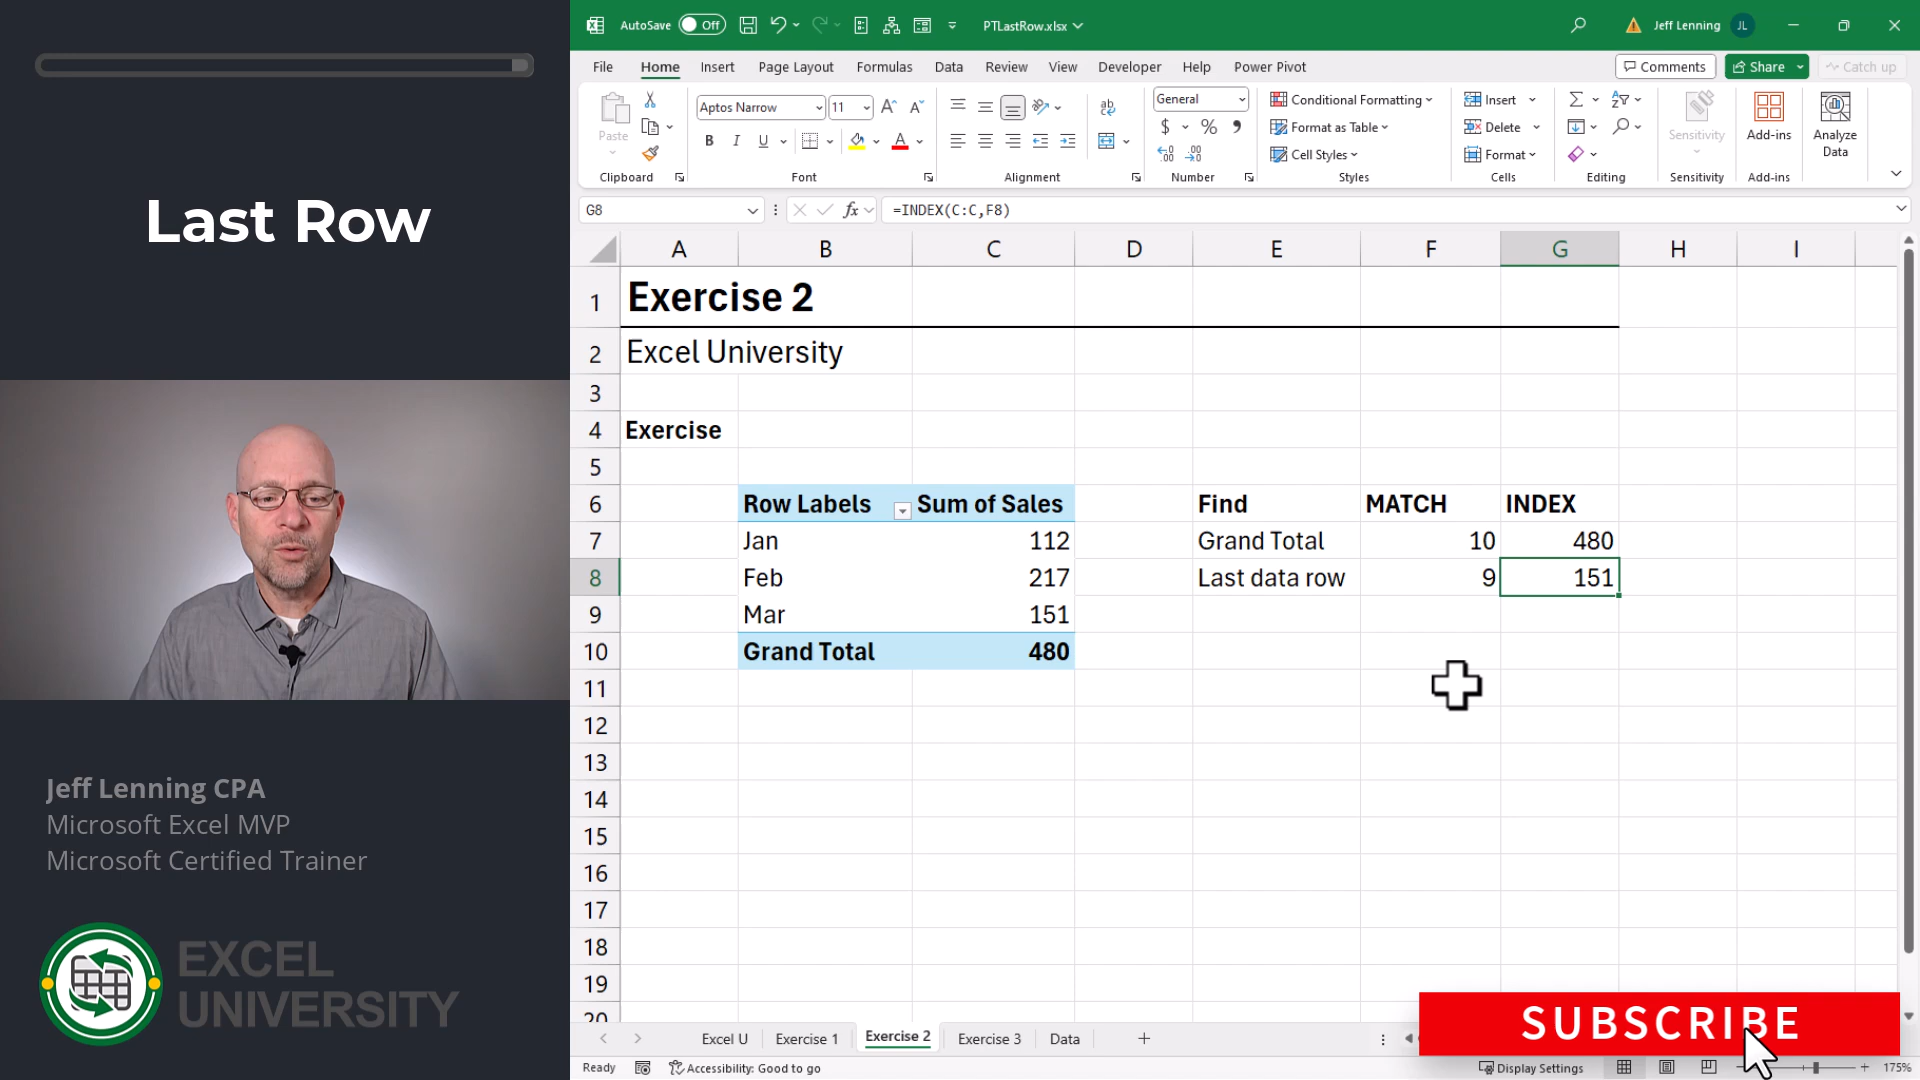 Last Row
Jeff Lenning CPA
Microsoft Excel MVP
Microsoft Certified Trainer
EXCEL
UNIVERSITY
AutoSave Off PTLastRow.xlsx Jeff Lenning JL
File Home Insert Page Layout Formulas Data Review View Developer Help Power Pivot Comments Share Catch up
Paste Aptos Narrow 11 General Conditional Formatting Insert Sensitivity Add-ins Analyze Data
B I U $ % Format as Table Delete
Cell Styles Format
Clipboard Font Alignment Number Styles Cells Editing Sensitivity Add-ins
G8 fx =INDEX(C:C,F8)
A B C D E F G H I
1 Exercise 2
2 Excel University
3
4 Exercise
5
6 Row Labels Sum of Sales Find MATCH INDEX
7 Jan 112 Grand Total 10 480
8 Feb 217 Last data row 9 151
9 Mar 151
10 Grand Total 480
11
12
13
14
15
16
17
18
19
20
SUBSCRIBE
Excel U Exercise 1 Exercise 2 Exercise 3 Data
Ready Accessibility: Good to go Display Settings 175%